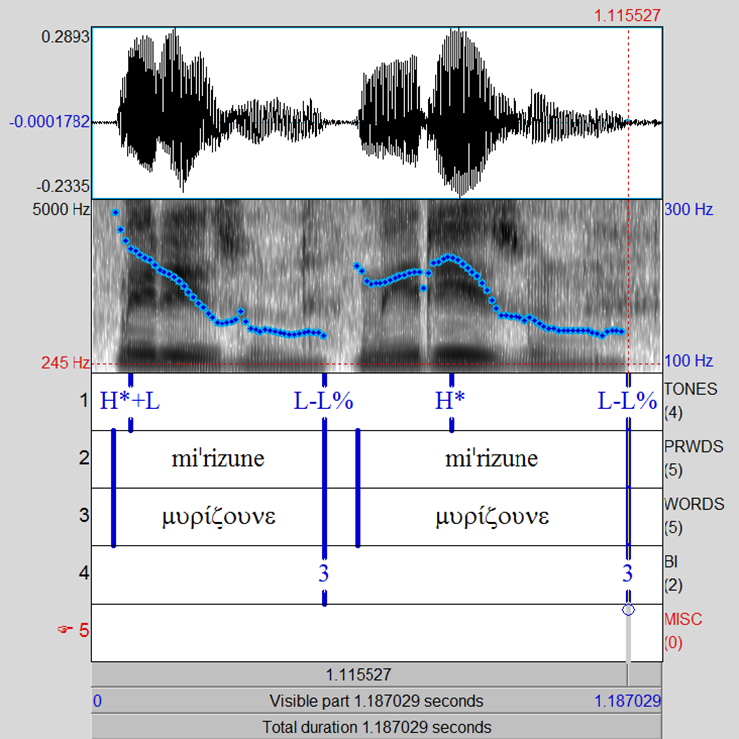 1.115527
0.2893
-0.0001782
-0.2335
5000 Hz
300 Hz
245 Hz
100 Hz
1 H*+L L-L% H* L-L% TONES (4)
2 mi'rizune mi'rizune PRWDS (5)
3 μυρίζουνε μυρίζουνε WORDS (5)
4 3 3 BI (2)
☞ 5 MISC (0)
1.115527
0 Visible part 1.187029 seconds 1.187029
Total duration 1.187029 seconds